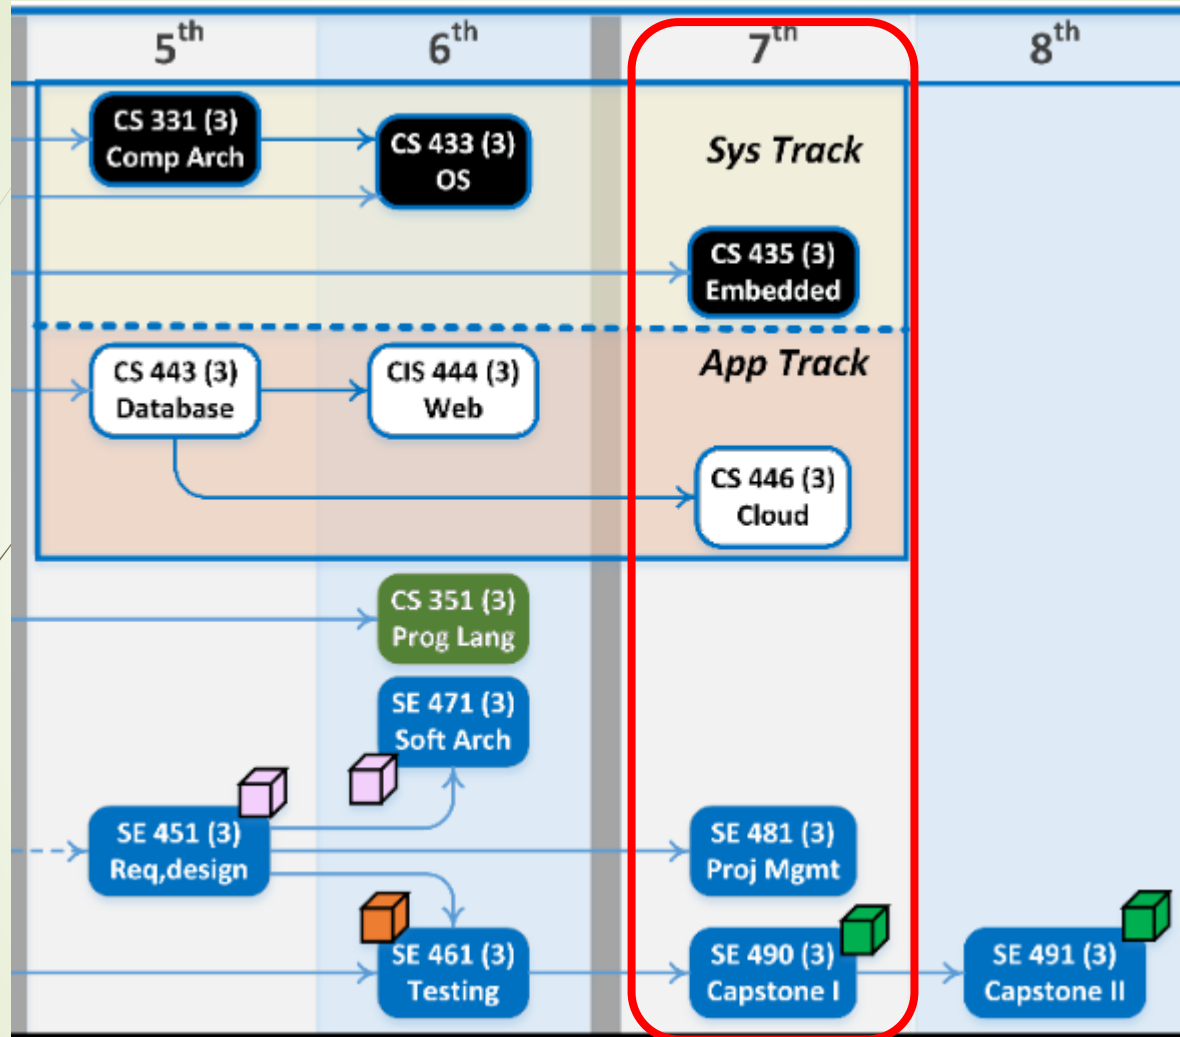 5th
6th
7th
8th
CS 331 (3)
Comp Arch
CS 433 (3)
OS
Sys Track
CS 435 (3)
Embedded
App Track
CS 443 (3)
Database
CIS 444 (3)
Web
CS 446 (3)
Cloud
CS 351 (3)
Prog Lang
SE 471 (3)
Soft Arch
SE 451 (3)
Req,design
SE 481 (3)
Proj Mgmt
SE 461 (3)
Testing
SE 490 (3)
Capstone I
SE 491 (3)
Capstone II